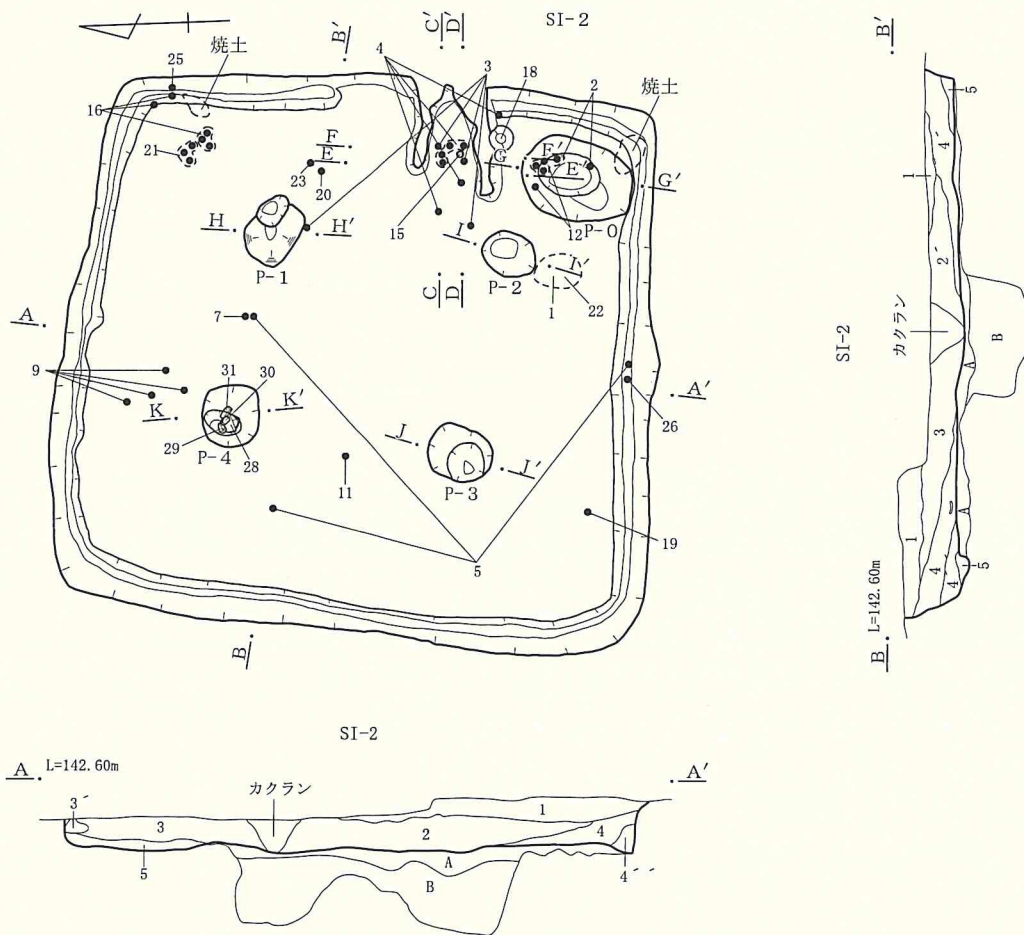 SI-2
C' D'
B'
焼土
25
4
3
18
2
焼土
16
F
E
G
F'
E'
G'
21
23
20
15
12
P-0
H
H'
I
I'
P-1
P-2
C D
1
22
A
7
9
31
30
K
K'
A'
26
29
28
P-4
J
J'
P-3
11
19
5
B
B'
5
4'
1
2'
SI-2
カクラン
A
B
3
A
1
4'
4
5
B L=142.60m
SI-2
A L=142.60m
A'
カクラン
3'
3
1
2
4
5
A
4''
B